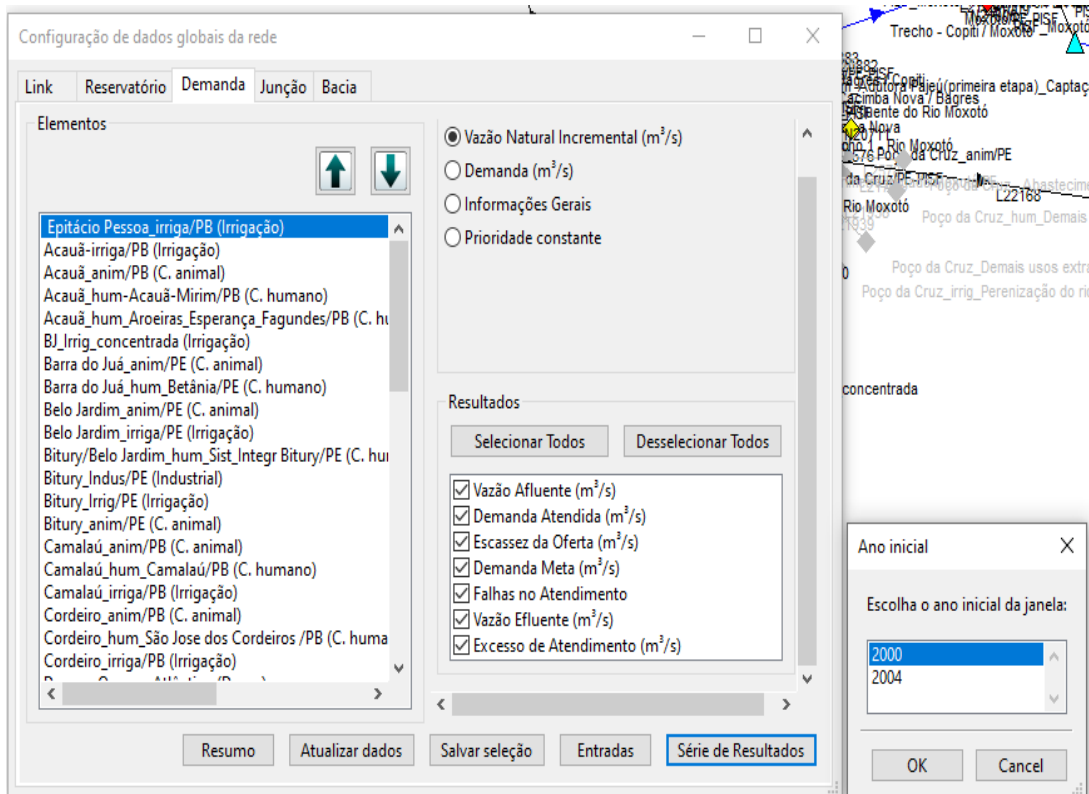 Configuração de dados globais da rede
Link Reservatório Demanda Junção Bacia
Elementos
Epitácio Pessoa_irriga/PB (Irrigação)
Acauã-irriga/PB (Irrigação)
Acauã_anim/PB (C. animal)
Acauã_hum-Acauã-Mirim/PB (C. humano)
Acauã_hum_Aroeiras_Esperança_Fagundes/PB (C. hu
BJ_Irrig_concentrada (Irrigação)
Barra do Juá_anim/PE (C. animal)
Barra do Juá_hum_Betânia/PE (C. humano)
Belo Jardim_anim/PE (C. animal)
Belo Jardim_irriga/PE (Irrigação)
Bitury/Belo Jardim_hum_Sist_Integr Bitury/PE (C. hu
Bitury_Indus/PE (Industrial)
Bitury_Irrig/PE (Irrigação)
Bitury_anim/PE (C. animal)
Camalaú_anim/PB (C. animal)
Camalaú_hum_Camalaú/PB (C. humano)
Camalaú_irriga/PB (Irrigação)
Cordeiro_anim/PB (C. animal)
Cordeiro_hum_São Jose dos Cordeiros /PB (C. huma
Cordeiro_irriga/PB (Irrigação)
Vazão Natural Incremental (m³/s)
Demanda (m³/s)
Informações Gerais
Prioridade constante
Resultados
Selecionar Todos Desselecionar Todos
Vazão Afluente (m³/s)
Demanda Atendida (m³/s)
Escassez da Oferta (m³/s)
Demanda Meta (m³/s)
Falhas no Atendimento
Vazão Efluente (m³/s)
Excesso de Atendimento (m³/s)
Resumo Atualizar dados Salvar seleção Entradas Série de Resultados
Trecho - Copiti / Moxotó
Adutora Pajeú(primeira etapa)_Captaç
Cacimba Nova / Bagres
do Rio Moxotó
Poço da Cruz_anim/PE
da Cruz/PE-PISF
L22168
Rio Moxotó
Poço da Cruz_hum_Demais
Poço da Cruz_Demais usos extra
Poço da Cruz_irrig_Perenização do rio
concentrada
Ano inicial
Escolha o ano inicial da janela:
2000
2004
OK Cancel